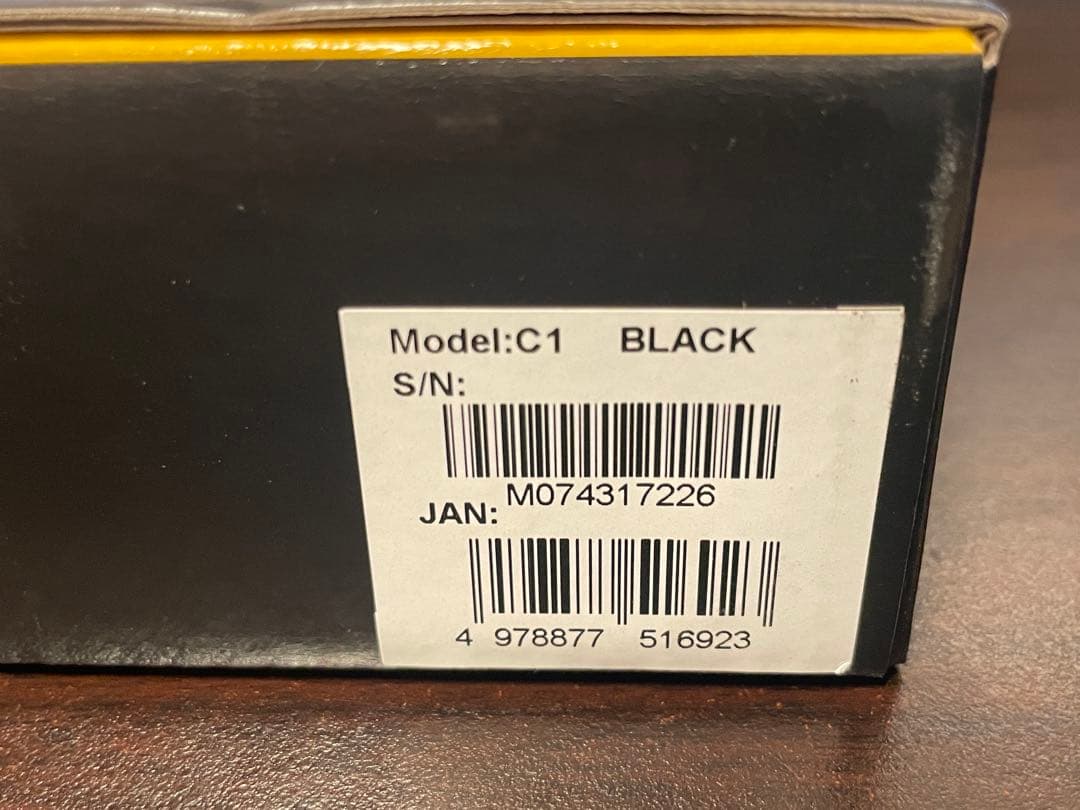 Model:C1 BLACK
S/N:
M074317226
JAN:
4 978877 516923